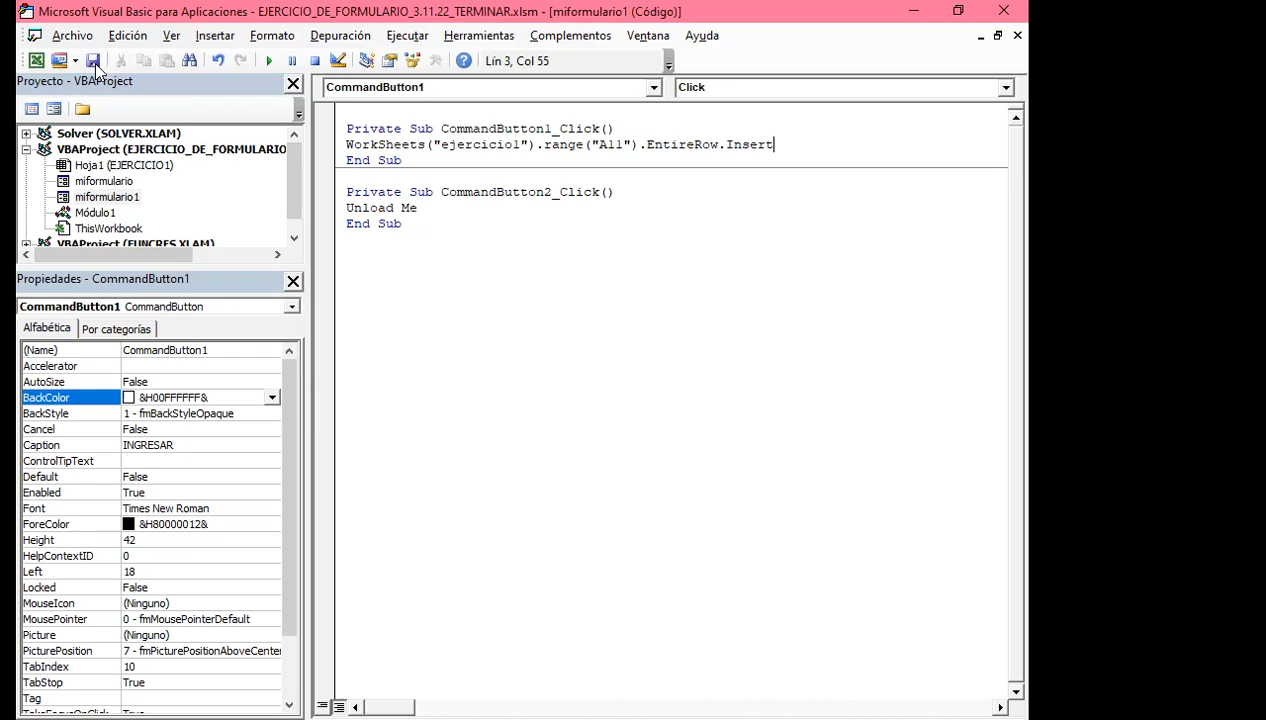 Microsoft Visual Basic para Aplicaciones - EJERCICIO_DE_FORMULARIO_3.11.22_TERMINAR.xlsm - [miformulario1 (Código)]
Archivo Edición Ver Insertar Formato Depuración Ejecutar Herramientas Complementos Ventana Ayuda
Lín 3, Col 55
Proyecto - VBAProject
CommandButton1 Click
Solver (SOLVER.XLAM)
VBAProject (EJERCICIO_DE_FORMULARIO
Hoja1 (EJERCICIO1)
miformulario
miformulario1
Módulo1
ThisWorkbook
VBAProject (FUNCRES.XLAM)
Private Sub CommandButton1_Click()
WorkSheets("ejercicio1").range("A11").EntireRow.Insert
End Sub
Private Sub CommandButton2_Click()
Unload Me
End Sub
Propiedades - CommandButton1
CommandButton1 CommandButton
Alfabética Por categorías
(Name) CommandButton1
Accelerator
AutoSize False
BackColor &H00FFFFFF&
BackStyle 1 - fmBackStyleOpaque
Cancel False
Caption INGRESAR
ControlTipText
Default False
Enabled True
Font Times New Roman
ForeColor &H80000012&
Height 42
HelpContextID 0
Left 18
Locked False
MouseIcon (Ninguno)
MousePointer 0 - fmMousePointerDefault
Picture (Ninguno)
PicturePosition 7 - fmPicturePositionAboveCenter
TabIndex 10
TabStop True
Tag
TakeFocusOnClick True